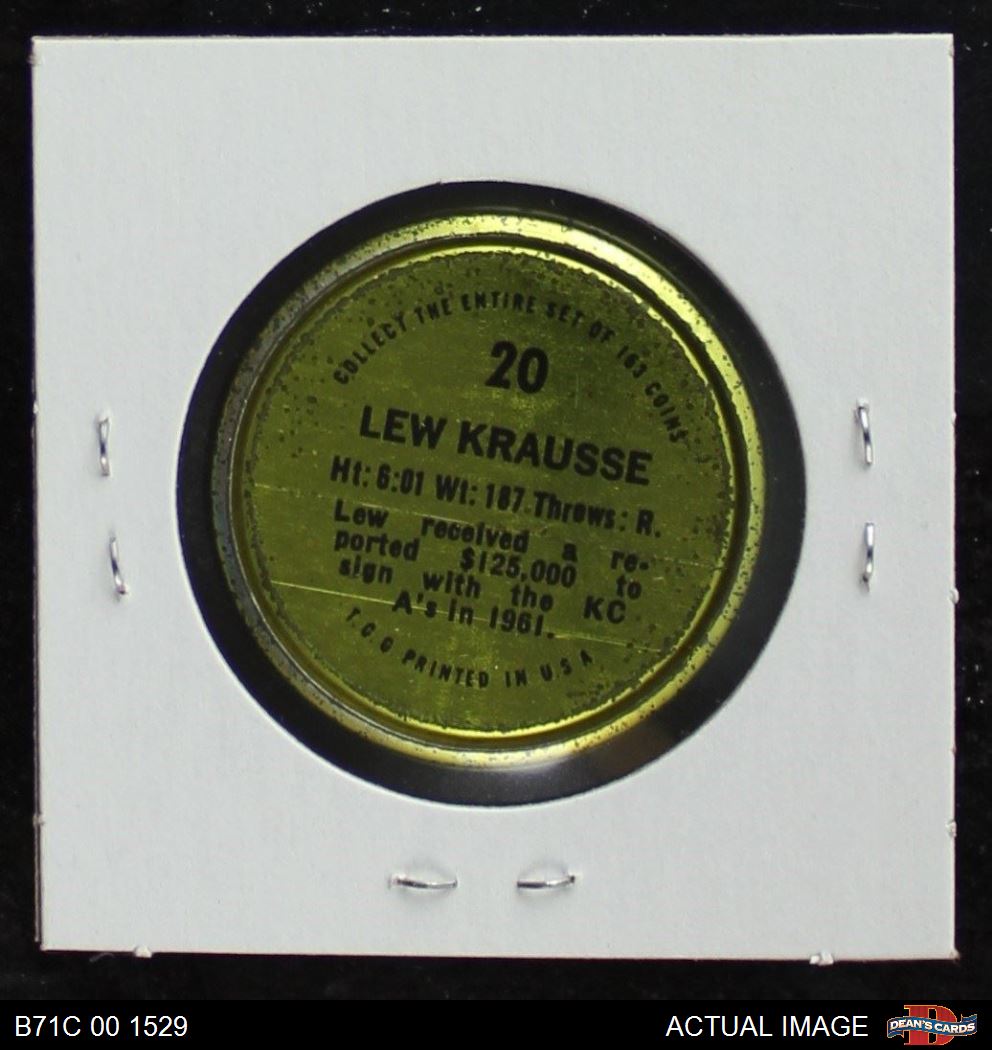 COLLECT THE ENTIRE SET OF 163 COINS
20
LEW KRAUSSE
Ht: 6:01 Wt: 187 Throws: R.
Lew received a re-
ported $125,000 to
sign with the KC
A's in 1961.
T.C.G PRINTED IN U.S.A
B71C 00 1529
ACTUAL IMAGE
DEAN'S CARDS